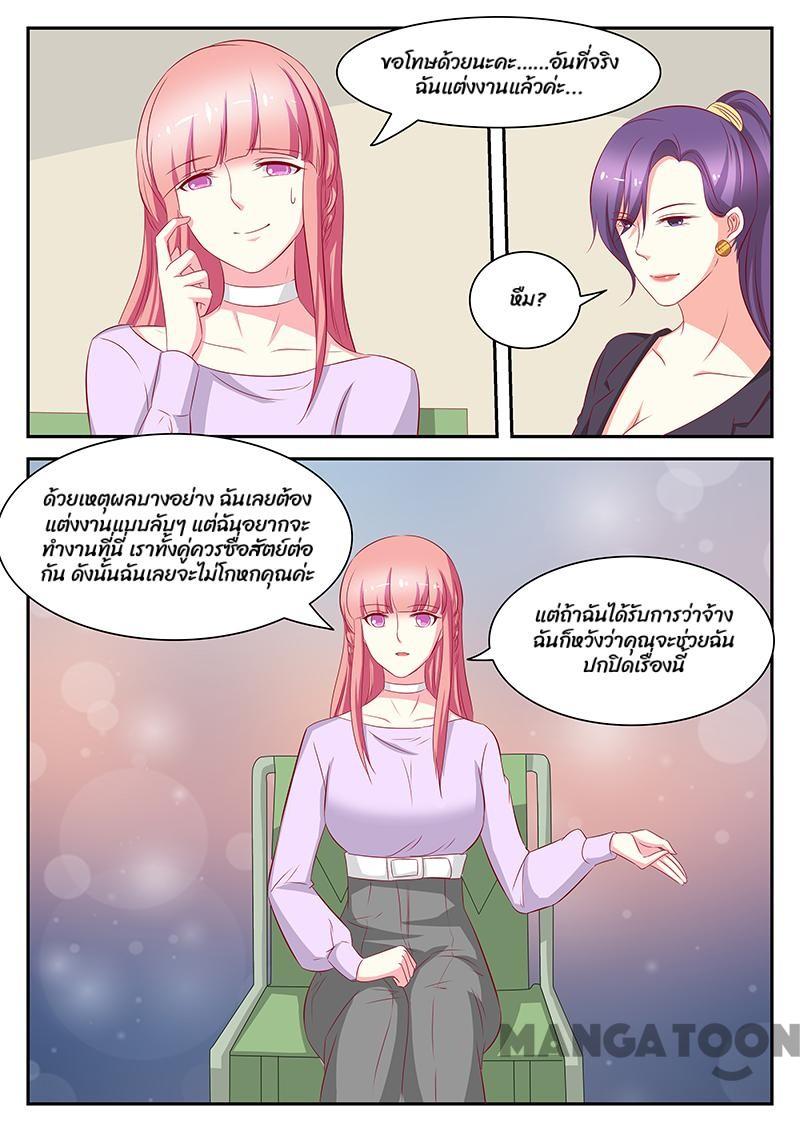 ขอโทษด้วยนะคะ......อันที่จริง
ฉันแต่งงานแล้วค่ะ...
หืม?
ด้วยเหตุผลบางอย่าง ฉันเลยต้อง
แต่งงานแบบลับๆ แต่ฉันอยากจะ
ทำงานที่นี่ เราทั้งคู่ควรซื่อสัตย์ต่อ
กัน ดังนั้นฉันเลยจะไม่โกหกคุณค่ะ
แต่ถ้าฉันได้รับการว่าจ้าง
ฉันก็หวังว่าคุณจะช่วยฉัน
ปกปิดเรื่องนี้
MANGATOON